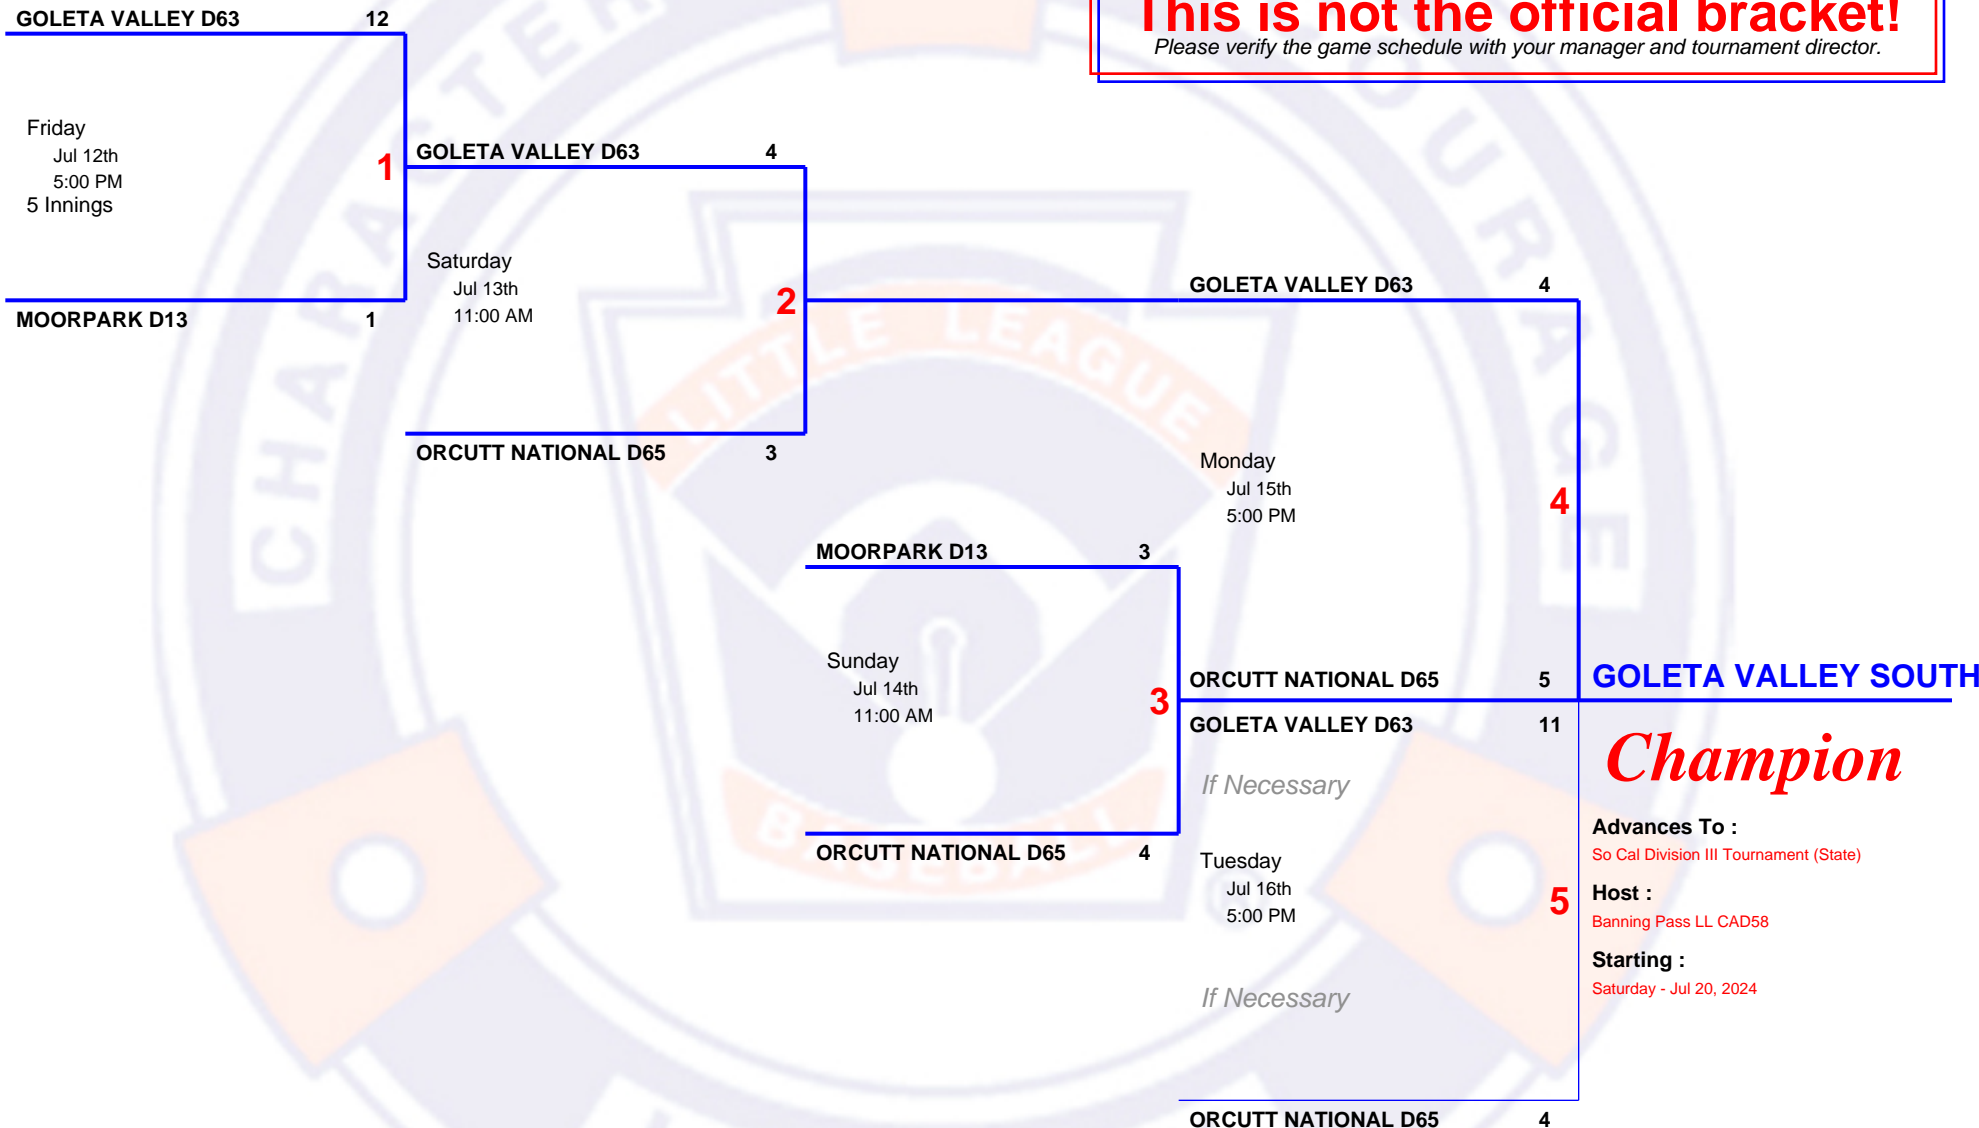 GOLETA VALLEY D63 12
This is not the official bracket!
Please verify the game schedule with your manager and tournament director.
Friday
Jul 12th
5:00 PM
5 Innings
1
MOORPARK D13 1
GOLETA VALLEY D63 4
Saturday
Jul 13th
11:00 AM
2
ORCUTT NATIONAL D65 3
MOORPARK D13 3
Sunday
Jul 14th
11:00 AM
3
ORCUTT NATIONAL D65 4
GOLETA VALLEY D63 4
Monday
Jul 15th
5:00 PM
4
ORCUTT NATIONAL D65 5
GOLETA VALLEY D63 11
If Necessary
Tuesday
Jul 16th
5:00 PM
5
If Necessary
ORCUTT NATIONAL D65 4
GOLETA VALLEY SOUTH
Champion
Advances To :
So Cal Division III Tournament (State)
Host :
Banning Pass LL CAD58
Starting :
Saturday - Jul 20, 2024
LITTLE LEAGUE
BASEBALL
®
COURAGE